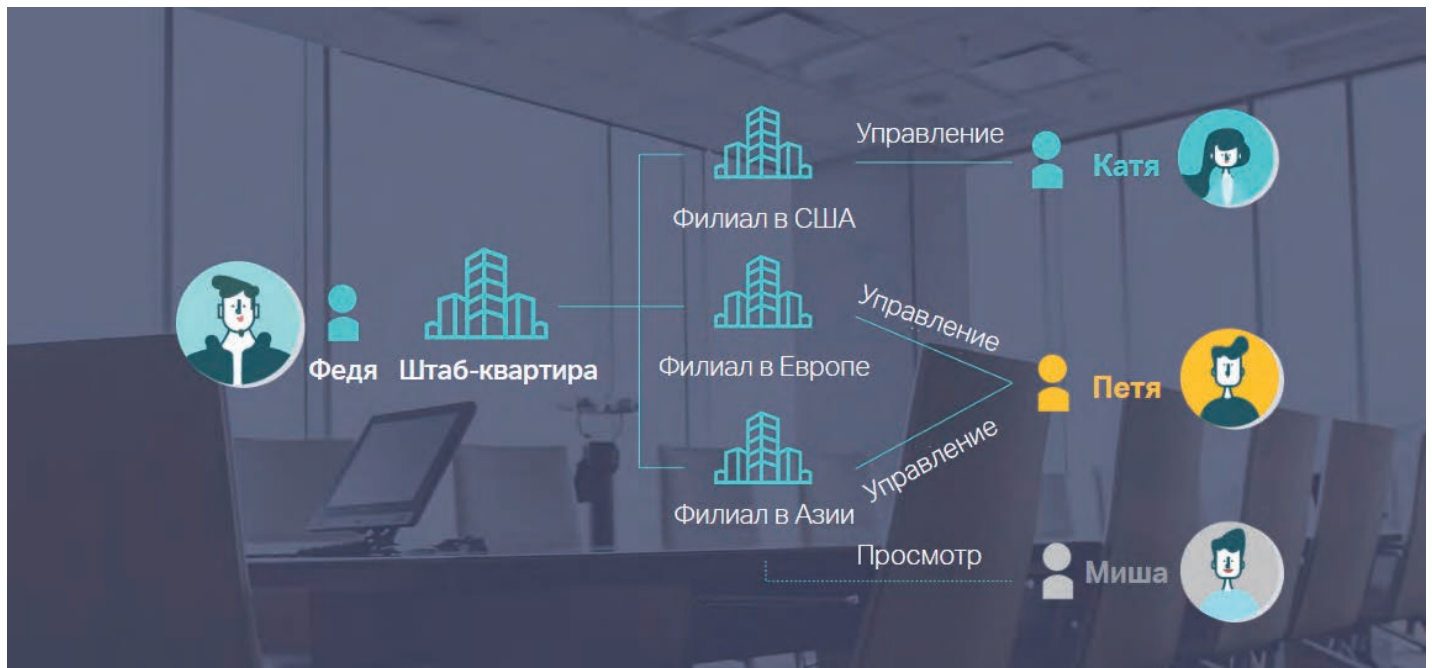 Управление
Катя
Филиал в США
Управление
Федя
Штаб-квартира
Филиал в Европе
Петя
Управление
Филиал в Азии
Просмотр
Миша